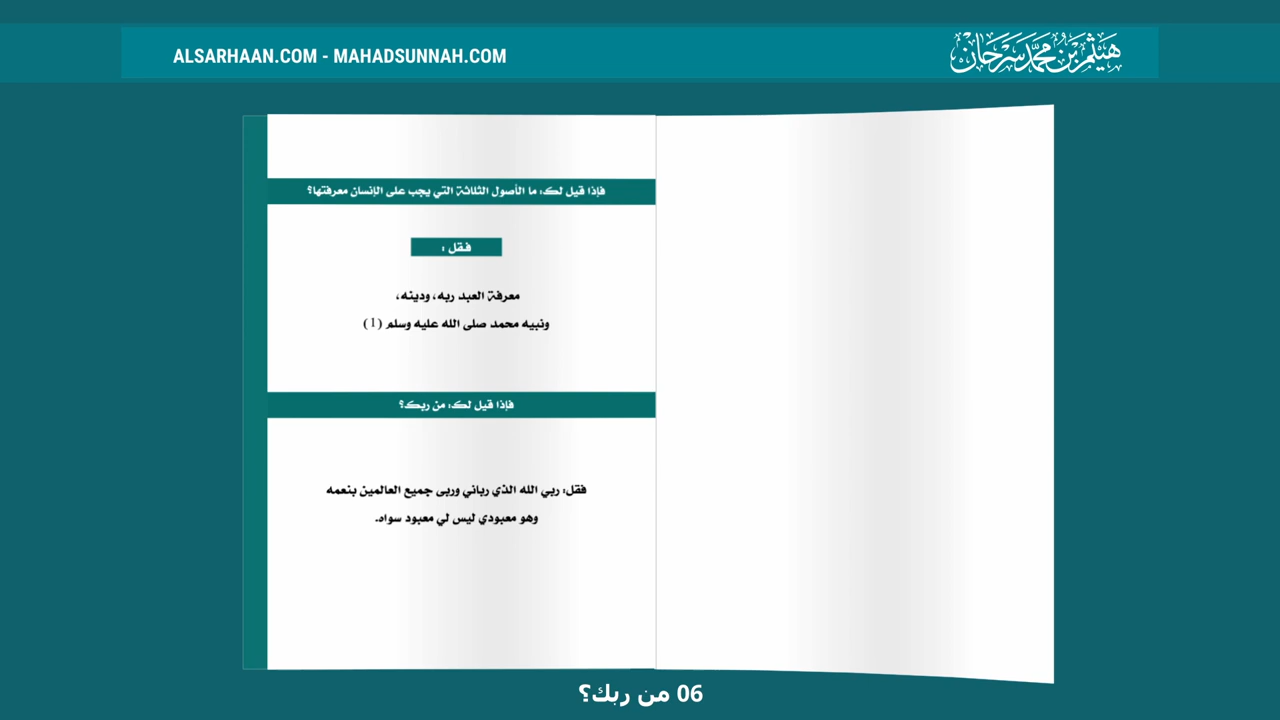 ALSARHAAN.COM - MAHADSUNNAH.COM
هيثم بن محمد سرحان
فإذا قيل لك: ما الأصول الثلاثة التي يجب على الإنسان معرفتها؟
فقل :
معرفة العبد ربه، ودينه،
ونبيه محمد صلى الله عليه وسلم (1)
فإذا قيل لك: من ربك؟
فقل: ربي الله الذي رباني وربى جميع العالمين بنعمه
وهو معبودي ليس لي معبود سواه.
06 من ربك؟